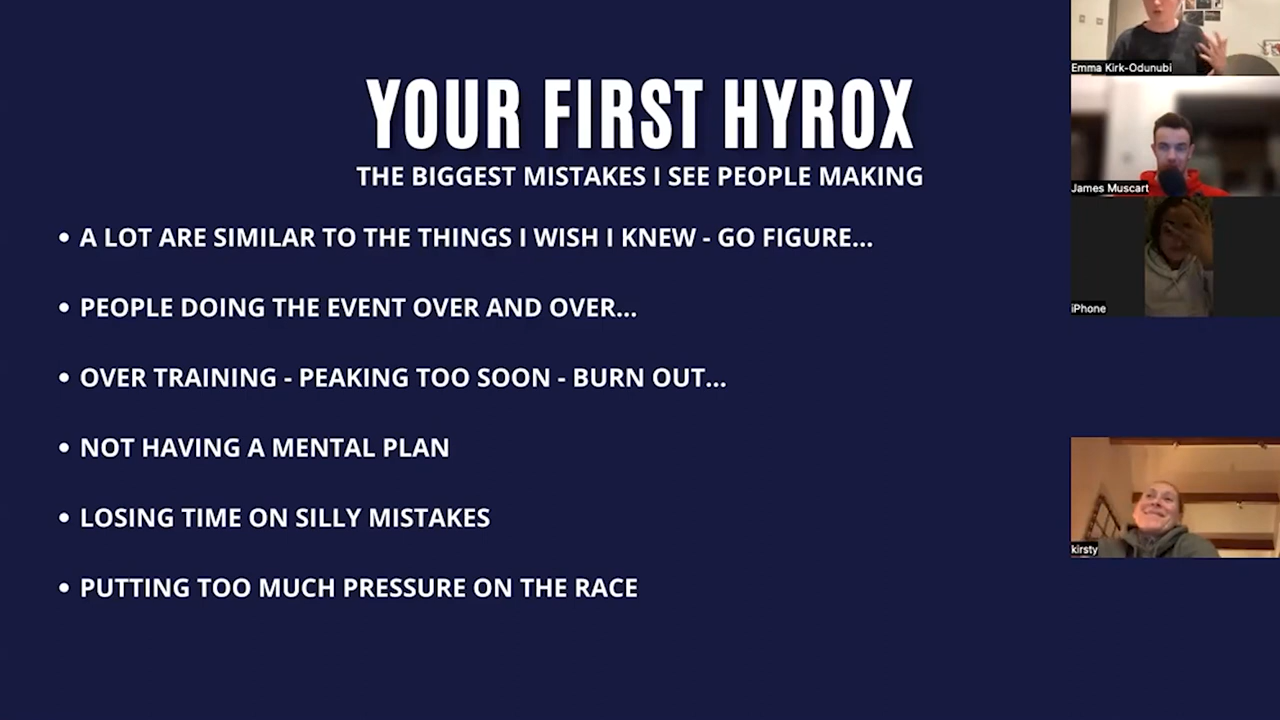 YOUR FIRST HYROX
THE BIGGEST MISTAKES I SEE PEOPLE MAKING
• A LOT ARE SIMILAR TO THE THINGS I WISH I KNEW - GO FIGURE...
• PEOPLE DOING THE EVENT OVER AND OVER...
• OVER TRAINING - PEAKING TOO SOON - BURN OUT...
• NOT HAVING A MENTAL PLAN
• LOSING TIME ON SILLY MISTAKES
• PUTTING TOO MUCH PRESSURE ON THE RACE
Emma Kirk-Odunubi
James Muscart
iPhone
kirsty